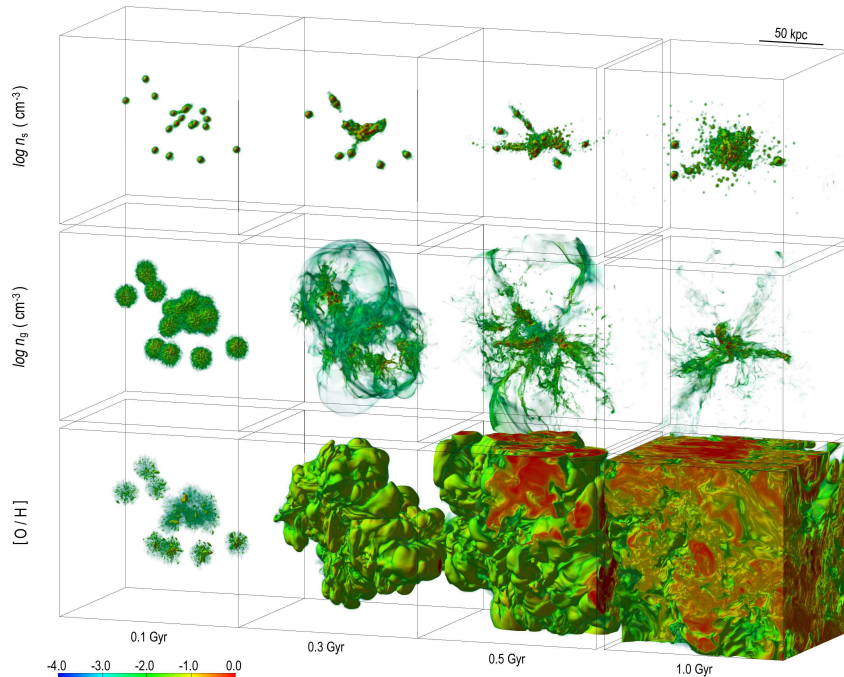 50 kpc
log nₛ ( cm⁻³ )
log n_g ( cm⁻³ )
[ O / H ]
0.1 Gyr
0.3 Gyr
0.5 Gyr
1.0 Gyr
-4.0 -3.0 -2.0 -1.0 0.0